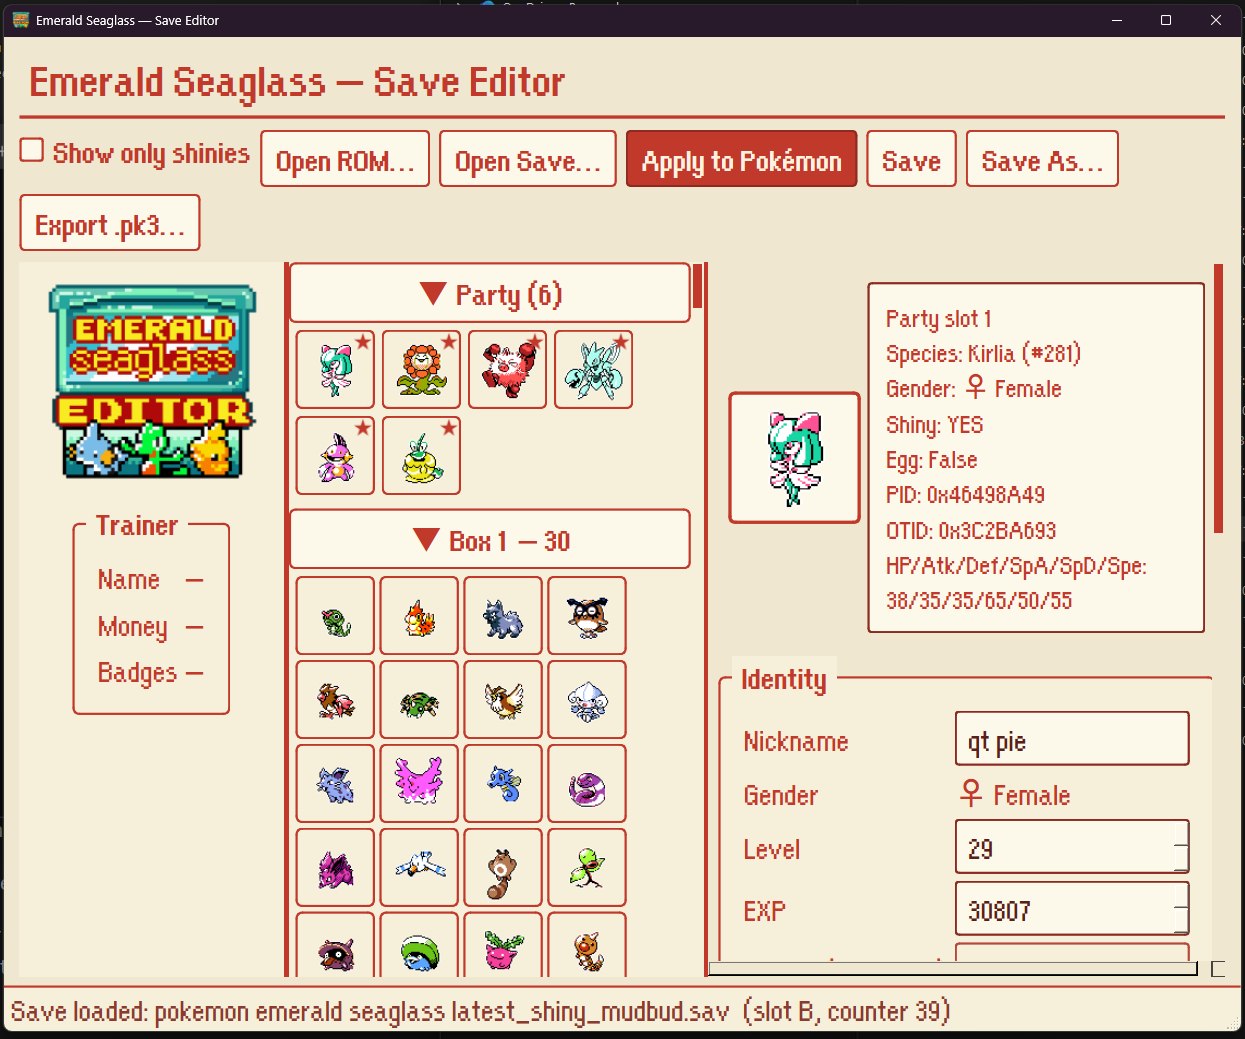 Emerald Seaglass — Save Editor
Emerald Seaglass — Save Editor
Show only shinies
Open ROM...
Open Save...
Apply to Pokémon
Save
Save As...
Export .pk3...
EMERALD
seaglass
EDITOR
Trainer
Name —
Money —
Badges —
▼ Party (6)
▼ Box 1 — 30
Party slot 1
Species: Kirlia (#281)
Gender: ♀ Female
Shiny: YES
Egg: False
PID: 0x46498A49
OTID: 0x3C2BA693
HP/Atk/Def/SpA/SpD/Spe:
38/35/35/65/50/55
Identity
Nickname qt pie
Gender ♀ Female
Level 29
EXP 30807
Save loaded: pokemon emerald seaglass latest_shiny_mudbud.sav (slot B, counter 39)